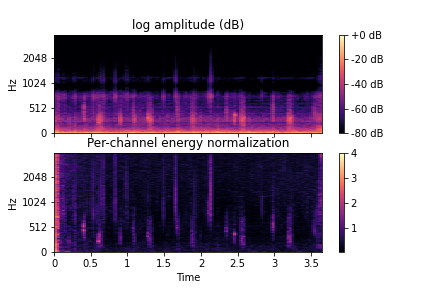 log amplitude (dB)
Hz
2048
1024
512
0
+0 dB
-20 dB
-40 dB
-60 dB
-80 dB
Per-channel energy normalization
Hz
2048
1024
512
0
4
3
2
1
0 0.5 1 1.5 2 2.5 3 3.5
Time